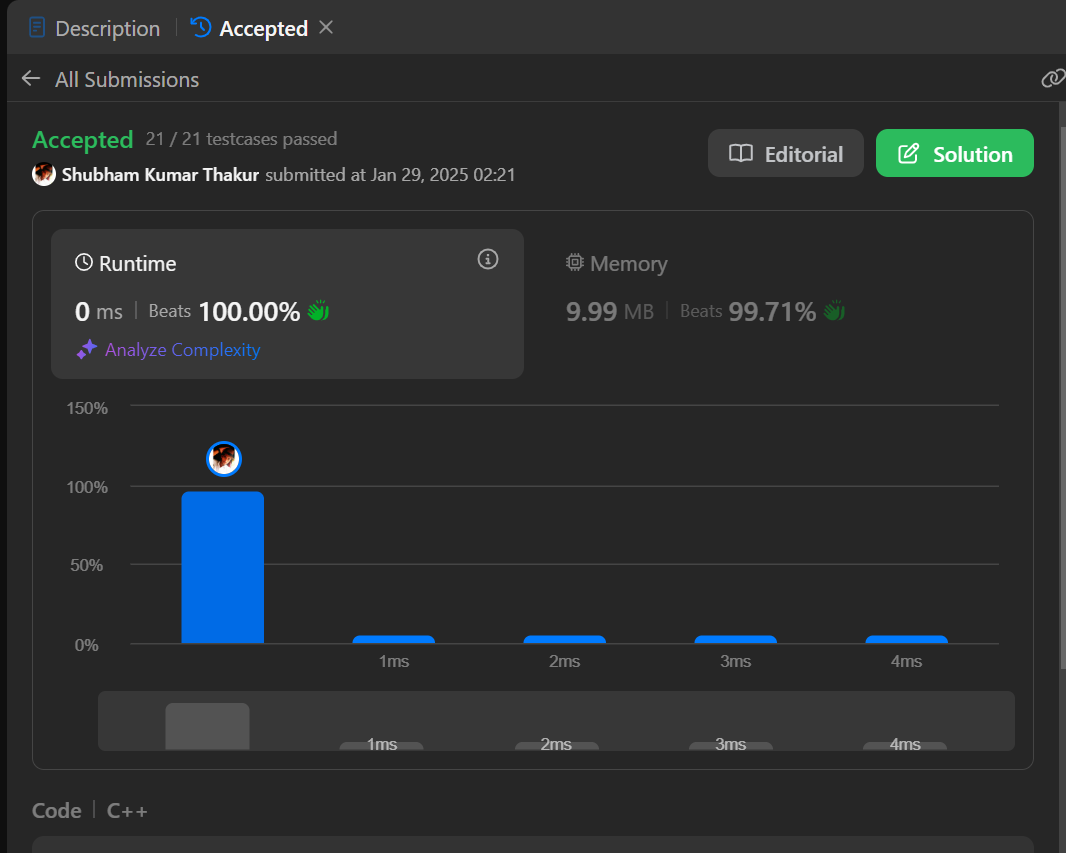 Description
Accepted
All Submissions
Accepted 21 / 21 testcases passed
Shubham Kumar Thakur submitted at Jan 29, 2025 02:21
Editorial
Solution
Runtime
0 ms | Beats 100.00%
Analyze Complexity
Memory
9.99 MB | Beats 99.71%
150%
100%
50%
0%
1ms 2ms 3ms 4ms
1ms 2ms 3ms 4ms
Code | C++